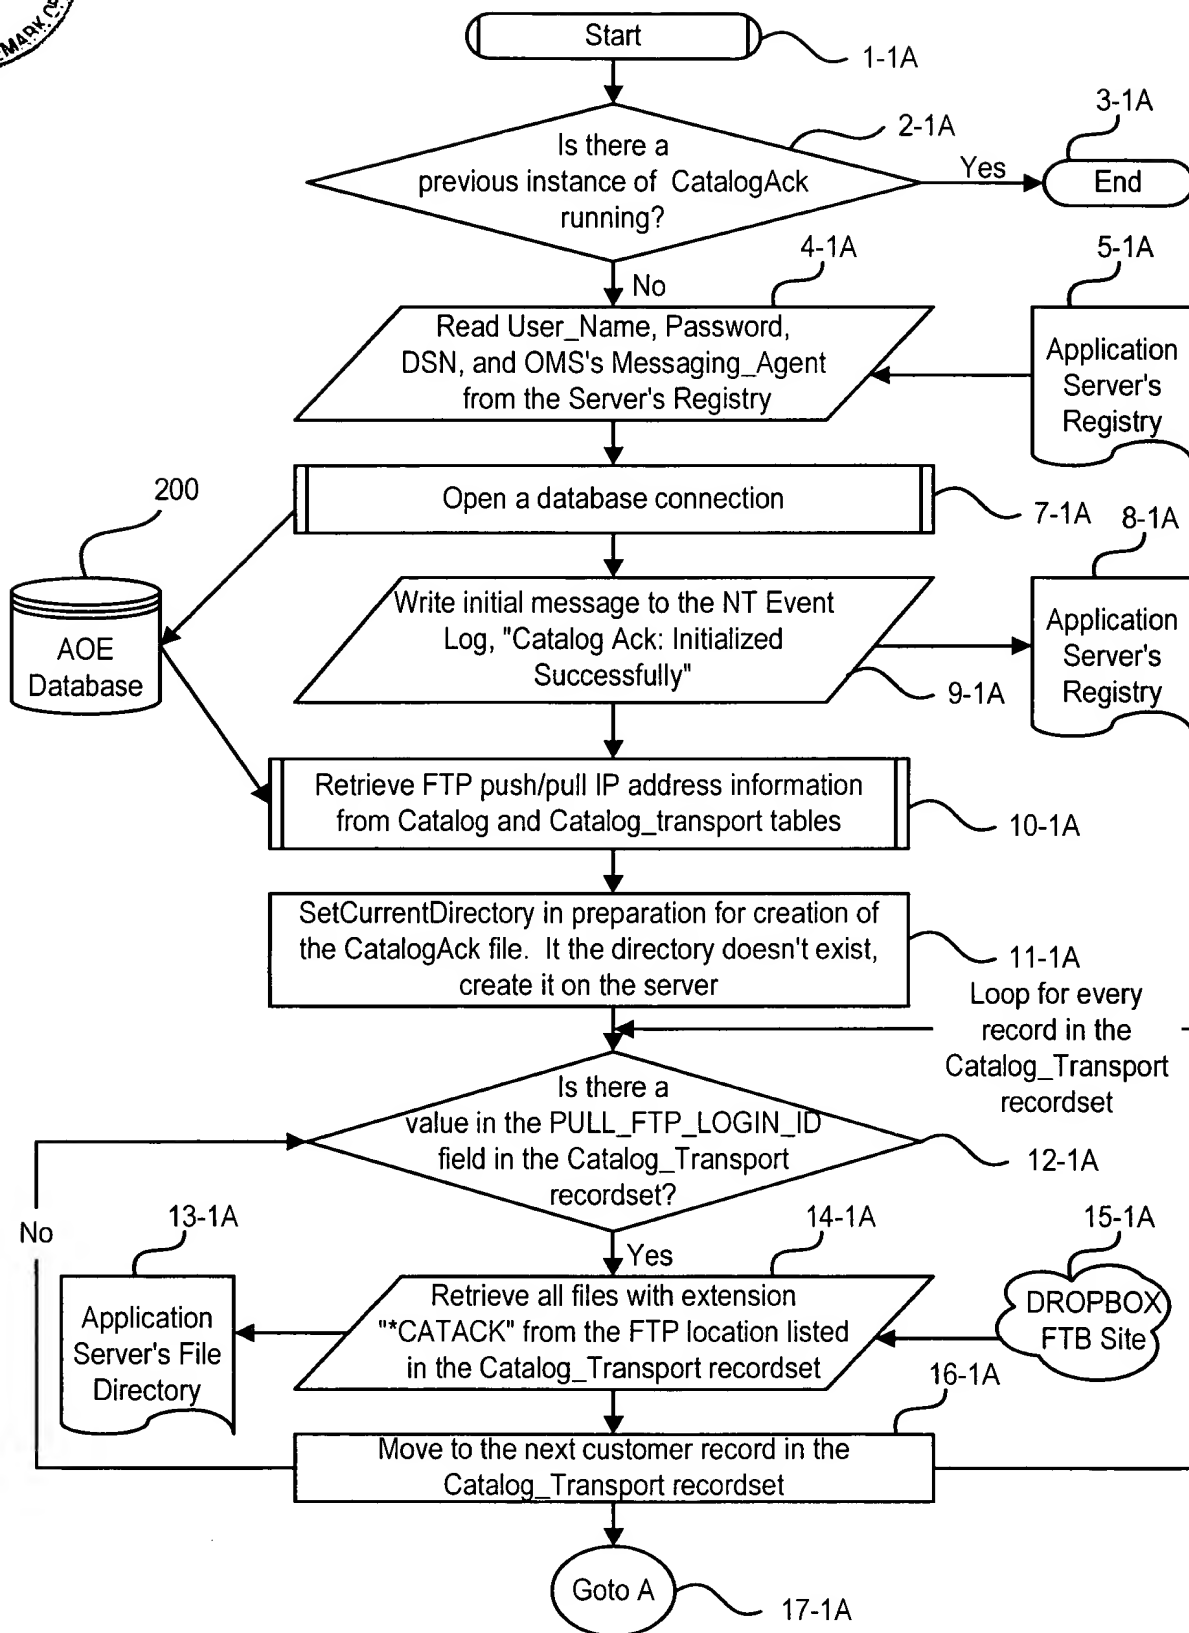 Start
1-1A
3-1A
2-1A
Is there a
previous instance of CatalogAck
running?
Yes
End
4-1A
5-1A
No
Read User_Name, Password,
DSN, and OMS's Messaging_Agent
from the Server's Registry
Application
Server's
Registry
200
Open a database connection
7-1A
8-1A
AOE
Database
Write initial message to the NT Event
Log, "Catalog Ack: Initialized
Successfully"
9-1A
Application
Server's
Registry
Retrieve FTP push/pull IP address information
from Catalog and Catalog_transport tables
10-1A
SetCurrentDirectory in preparation for creation of
the CatalogAck file. It the directory doesn't exist,
create it on the server
11-1A
Loop for every
record in the
Catalog_Transport
recordset
Is there a
value in the PULL_FTP_LOGIN_ID
field in the Catalog_Transport
recordset?
12-1A
No
13-1A
14-1A
15-1A
Yes
Application
Server's File
Directory
Retrieve all files with extension
"*CATACK" from the FTP location listed
in the Catalog_Transport recordset
DROPBOX
FTB Site
16-1A
Move to the next customer record in the
Catalog_Transport recordset
Goto A
17-1A